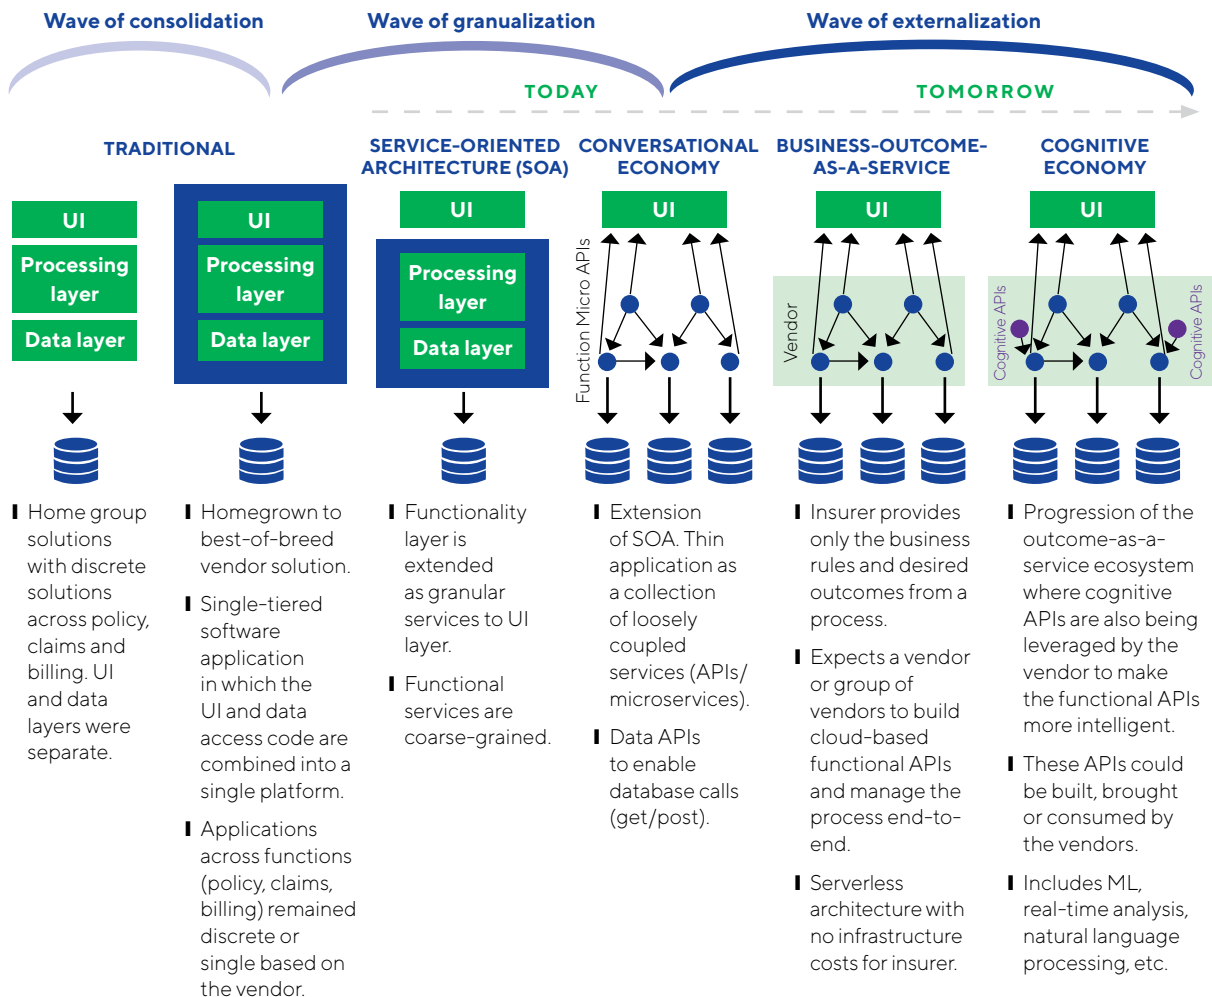 Wave of consolidation
Wave of granualization
Wave of externalization
TODAY
TOMORROW
TRADITIONAL
SERVICE-ORIENTED
ARCHITECTURE (SOA)
CONVERSATIONAL
ECONOMY
BUSINESS-OUTCOME-
AS-A-SERVICE
COGNITIVE
ECONOMY
UI
Processing
layer
Data layer
UI
Processing
layer
Data layer
UI
Processing
layer
Data layer
UI
Function Micro APIs
UI
Vendor
UI
Cognitive APIs
Cognitive APIs
Home group
solutions
with discrete
solutions
across policy,
claims and
billing. UI
and data
layers were
separate.
Homegrown to
best-of-breed
vendor solution.
Single-tiered
software
application
in which the
UI and data
access code are
combined into a
single platform.
Applications
across functions
(policy, claims,
billing) remained
discrete or
single based on
the vendor.
Functionality
layer is
extended
as granular
services to UI
layer.
Functional
services are
coarse-grained.
Extension
of SOA. Thin
application as
a collection
of loosely
coupled
services (APIs/
microservices).
Data APIs
to enable
database calls
(get/post).
Insurer provides
only the business
rules and desired
outcomes from a
process.
Expects a vendor
or group of
vendors to build
cloud-based
functional APIs
and manage the
process end-to-
end.
Serverless
architecture with
no infrastructure
costs for insurer.
Progression of the
outcome-as-a-
service ecosystem
where cognitive
APIs are also being
leveraged by the
vendor to make
the functional APIs
more intelligent.
These APIs could
be built, brought
or consumed by
the vendors.
Includes ML,
real-time analysis,
natural language
processing, etc.